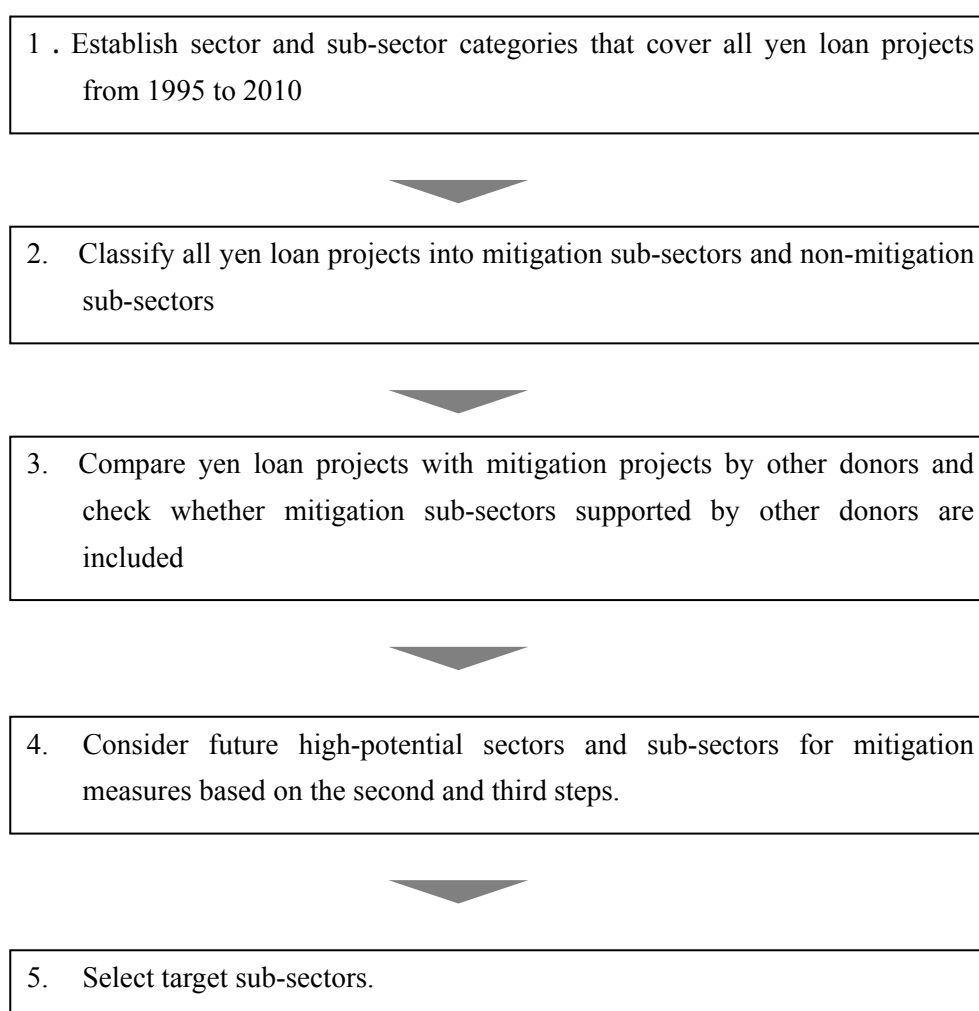 1．Establish sector and sub-sector categories that cover all yen loan projects
from 1995 to 2010
2. Classify all yen loan projects into mitigation sub-sectors and non-mitigation
sub-sectors
3. Compare yen loan projects with mitigation projects by other donors and
check whether mitigation sub-sectors supported by other donors are
included
4. Consider future high-potential sectors and sub-sectors for mitigation
measures based on the second and third steps.
5. Select target sub-sectors.